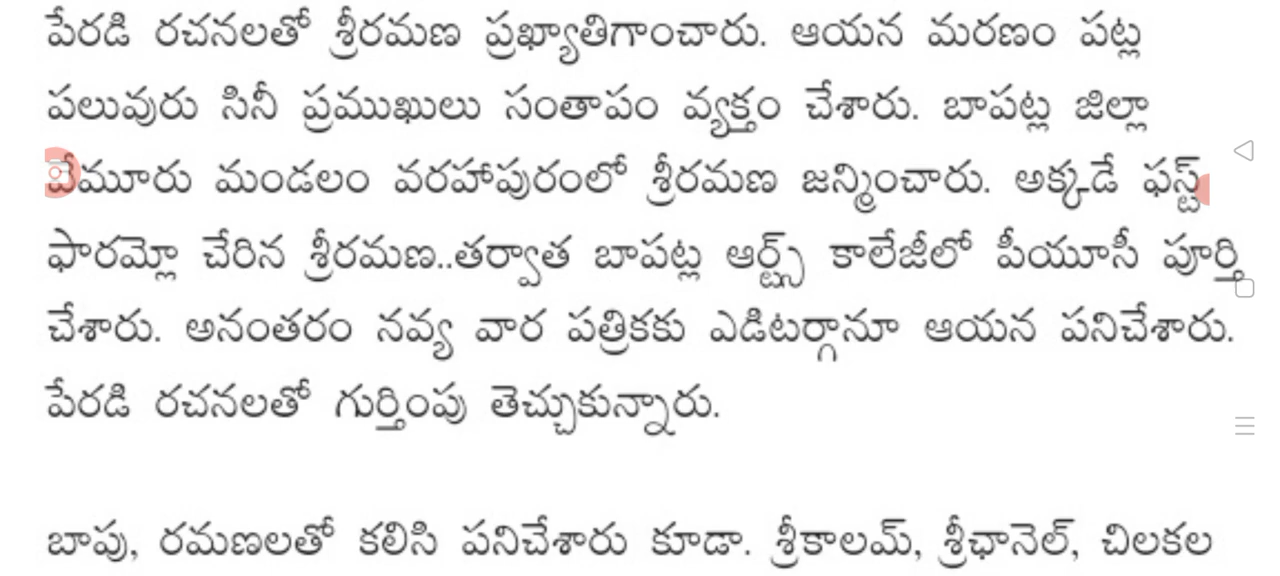 పేరడి రచనలతో శ్రీరమణ ప్రఖ్యాతిగాంచారు. ఆయన మరణం పట్ల
పలువురు సినీ ప్రముఖులు సంతాపం వ్యక్తం చేశారు. బాపట్ల జిల్లా
వేమూరు మండలం వరహాపురంలో శ్రీరమణ జన్మించారు. అక్కడే ఫస్ట్
ఫారమ్లో చేరిన శ్రీరమణ..తర్వాత బాపట్ల ఆర్ట్స్ కాలేజీలో పీయూసీ పూర్తి
చేశారు. అనంతరం నవ్య వార పత్రికకు ఎడిటర్గానూ ఆయన పనిచేశారు.
పేరడి రచనలతో గుర్తింపు తెచ్చుకున్నారు.
బాపు, రమణలతో కలిసి పనిచేశారు కూడా. శ్రీకాలమ్, శ్రీఛానెల్, చిలకల